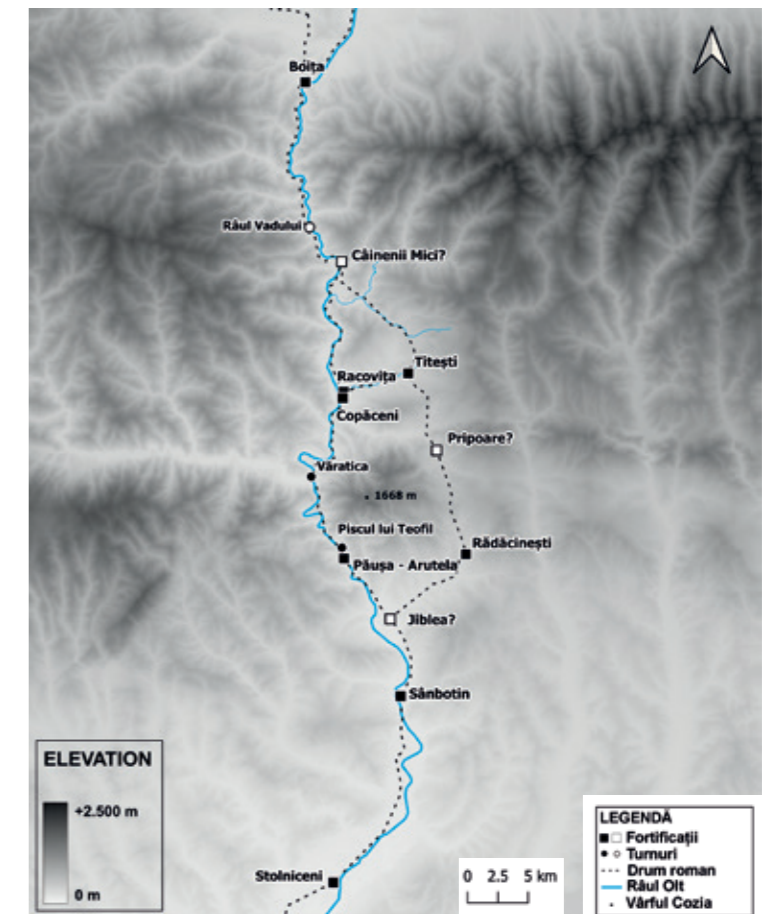 Boița
Râul Vadului
Câinenii Mici?
Titești
Racovița
Copăceni
Pripoare?
Văratica
1668 m
Piscul lui Teofil
Rădăcinești
Păușa - Arutela
Jiblea?
Sânbotin
ELEVATION
+2.500 m
0 m
Stolniceni
0 2.5 5 km
LEGENDĂ
Fortificații
Turnuri
Drum roman
Râul Olt
Vârful Cozia